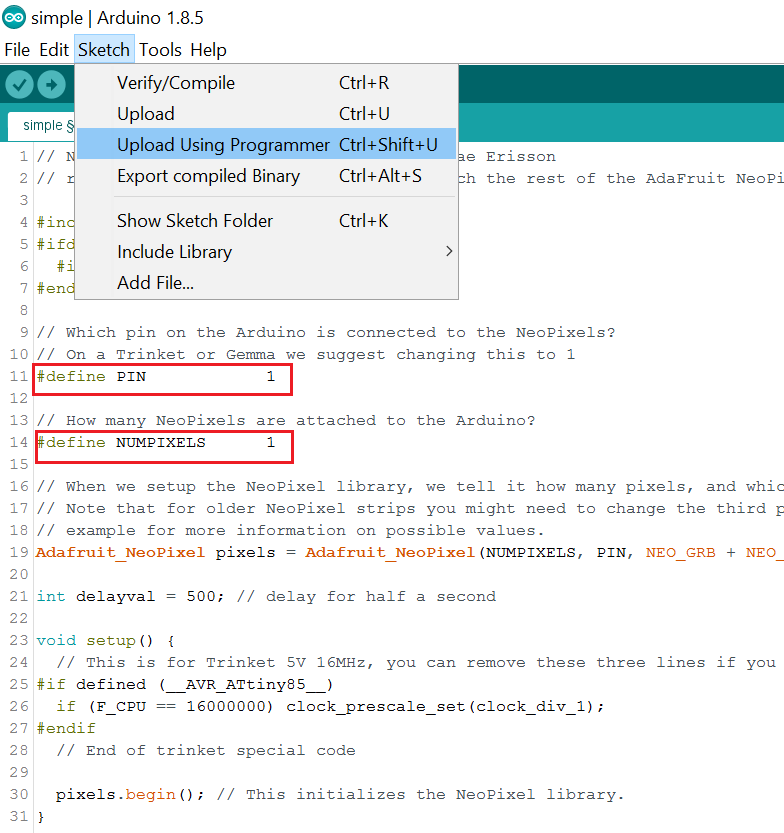 simple | Arduino 1.8.5
File Edit Sketch Tools Help
Verify/Compile Ctrl+R
Upload Ctrl+U
Upload Using Programmer Ctrl+Shift+U
Export compiled Binary Ctrl+Alt+S
Show Sketch Folder Ctrl+K
Include Library
Add File...
simple §
1 // N ae Erisson
2 // r ch the rest of the AdaFruit NeoPi
3
4 #inc
5 #ifd
6 #i
7 #end
8
9 // Which pin on the Arduino is connected to the NeoPixels?
10 // On a Trinket or Gemma we suggest changing this to 1
11 #define PIN 1
12
13 // How many NeoPixels are attached to the Arduino?
14 #define NUMPIXELS 1
15
16 // When we setup the NeoPixel library, we tell it how many pixels, and whic
17 // Note that for older NeoPixel strips you might need to change the third p
18 // example for more information on possible values.
19 Adafruit_NeoPixel pixels = Adafruit_NeoPixel(NUMPIXELS, PIN, NEO_GRB + NEO_
20
21 int delayval = 500; // delay for half a second
22
23 void setup() {
24 // This is for Trinket 5V 16MHz, you can remove these three lines if you
25 #if defined (__AVR_ATtiny85__)
26 if (F_CPU == 16000000) clock_prescale_set(clock_div_1);
27 #endif
28 // End of trinket special code
29
30 pixels.begin(); // This initializes the NeoPixel library.
31 }